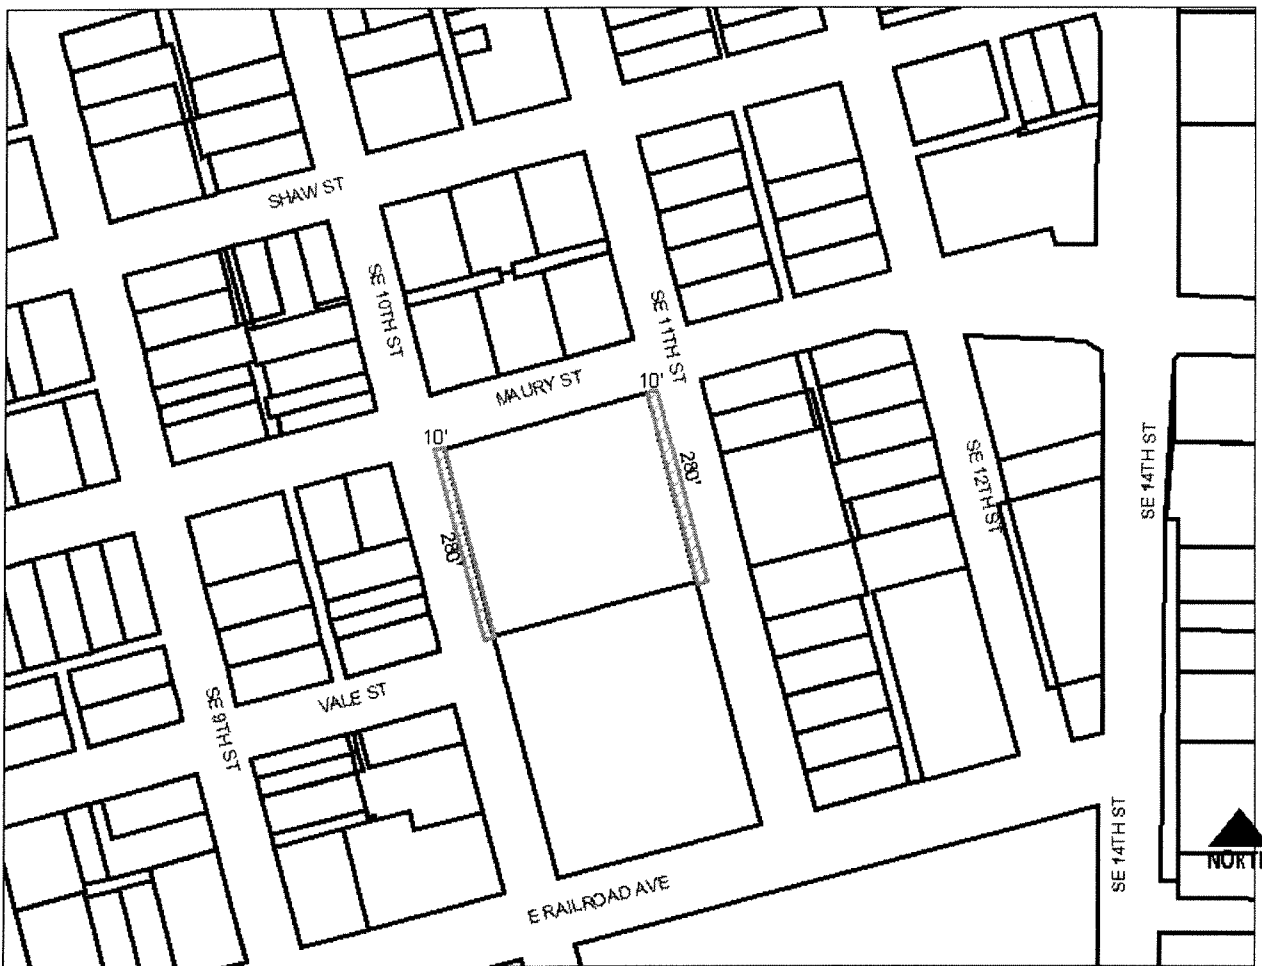 SHAW ST
SE 10TH ST
SE 11TH ST
MAURY ST
10'
10'
280'
280'
SE 12TH ST
SE 14TH ST
VALE ST
SE 9TH ST
SE 14TH ST
NORTH
E RAILROAD AVE